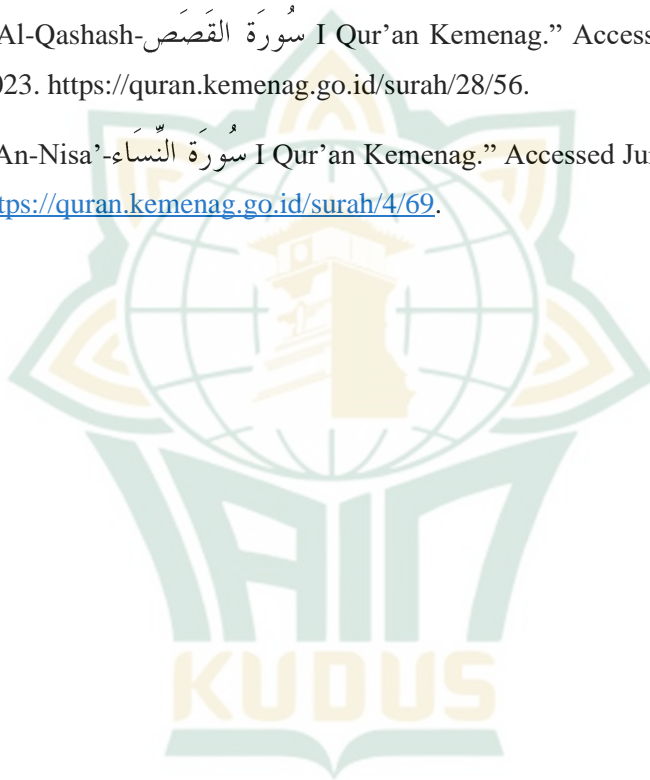 Al-Qashash-سُورَة القَصَصَ I Qur’an Kemenag.” Access
023. https://quran.kemenag.go.id/surah/28/56.
An-Nisa’-سُورَة النِّسَاء I Qur’an Kemenag.” Accessed Ju
tps://quran.kemenag.go.id/surah/4/69.
IAIN
KUDUS